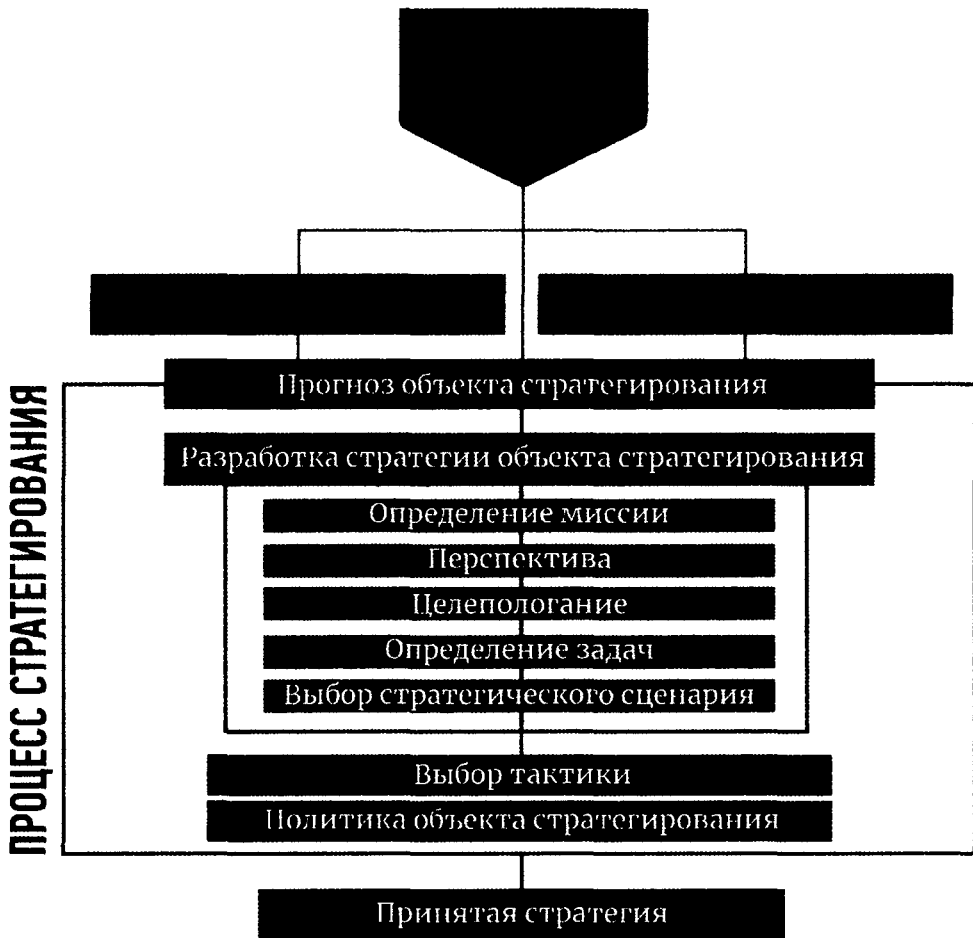 ПРОЦЕСС СТРАТЕГИРОВАНИЯ
Прогноз объекта стратегирования
Разработка стратегии объекта стратегирования
Определение миссии
Перспектива
Целепологание
Определение задач
Выбор стратегического сценария
Выбор тактики
Политика объекта стратегирования
Принятая стратегия